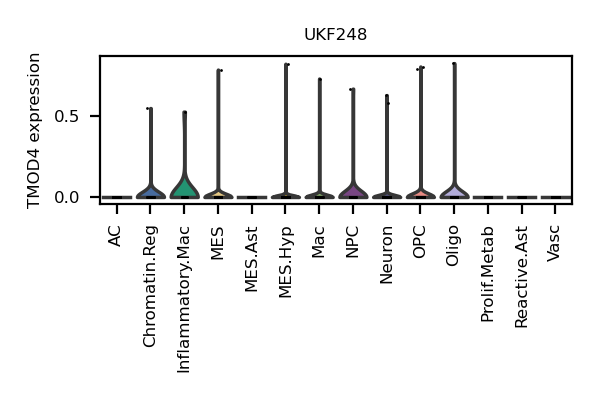 UKF248
TMOD4 expression
0.5
0.0
AC
Chromatin.Reg
Inflammatory.Mac
MES
MES.Ast
MES.Hyp
Mac
NPC
Neuron
OPC
Oligo
Prolif.Metab
Reactive.Ast
Vasc